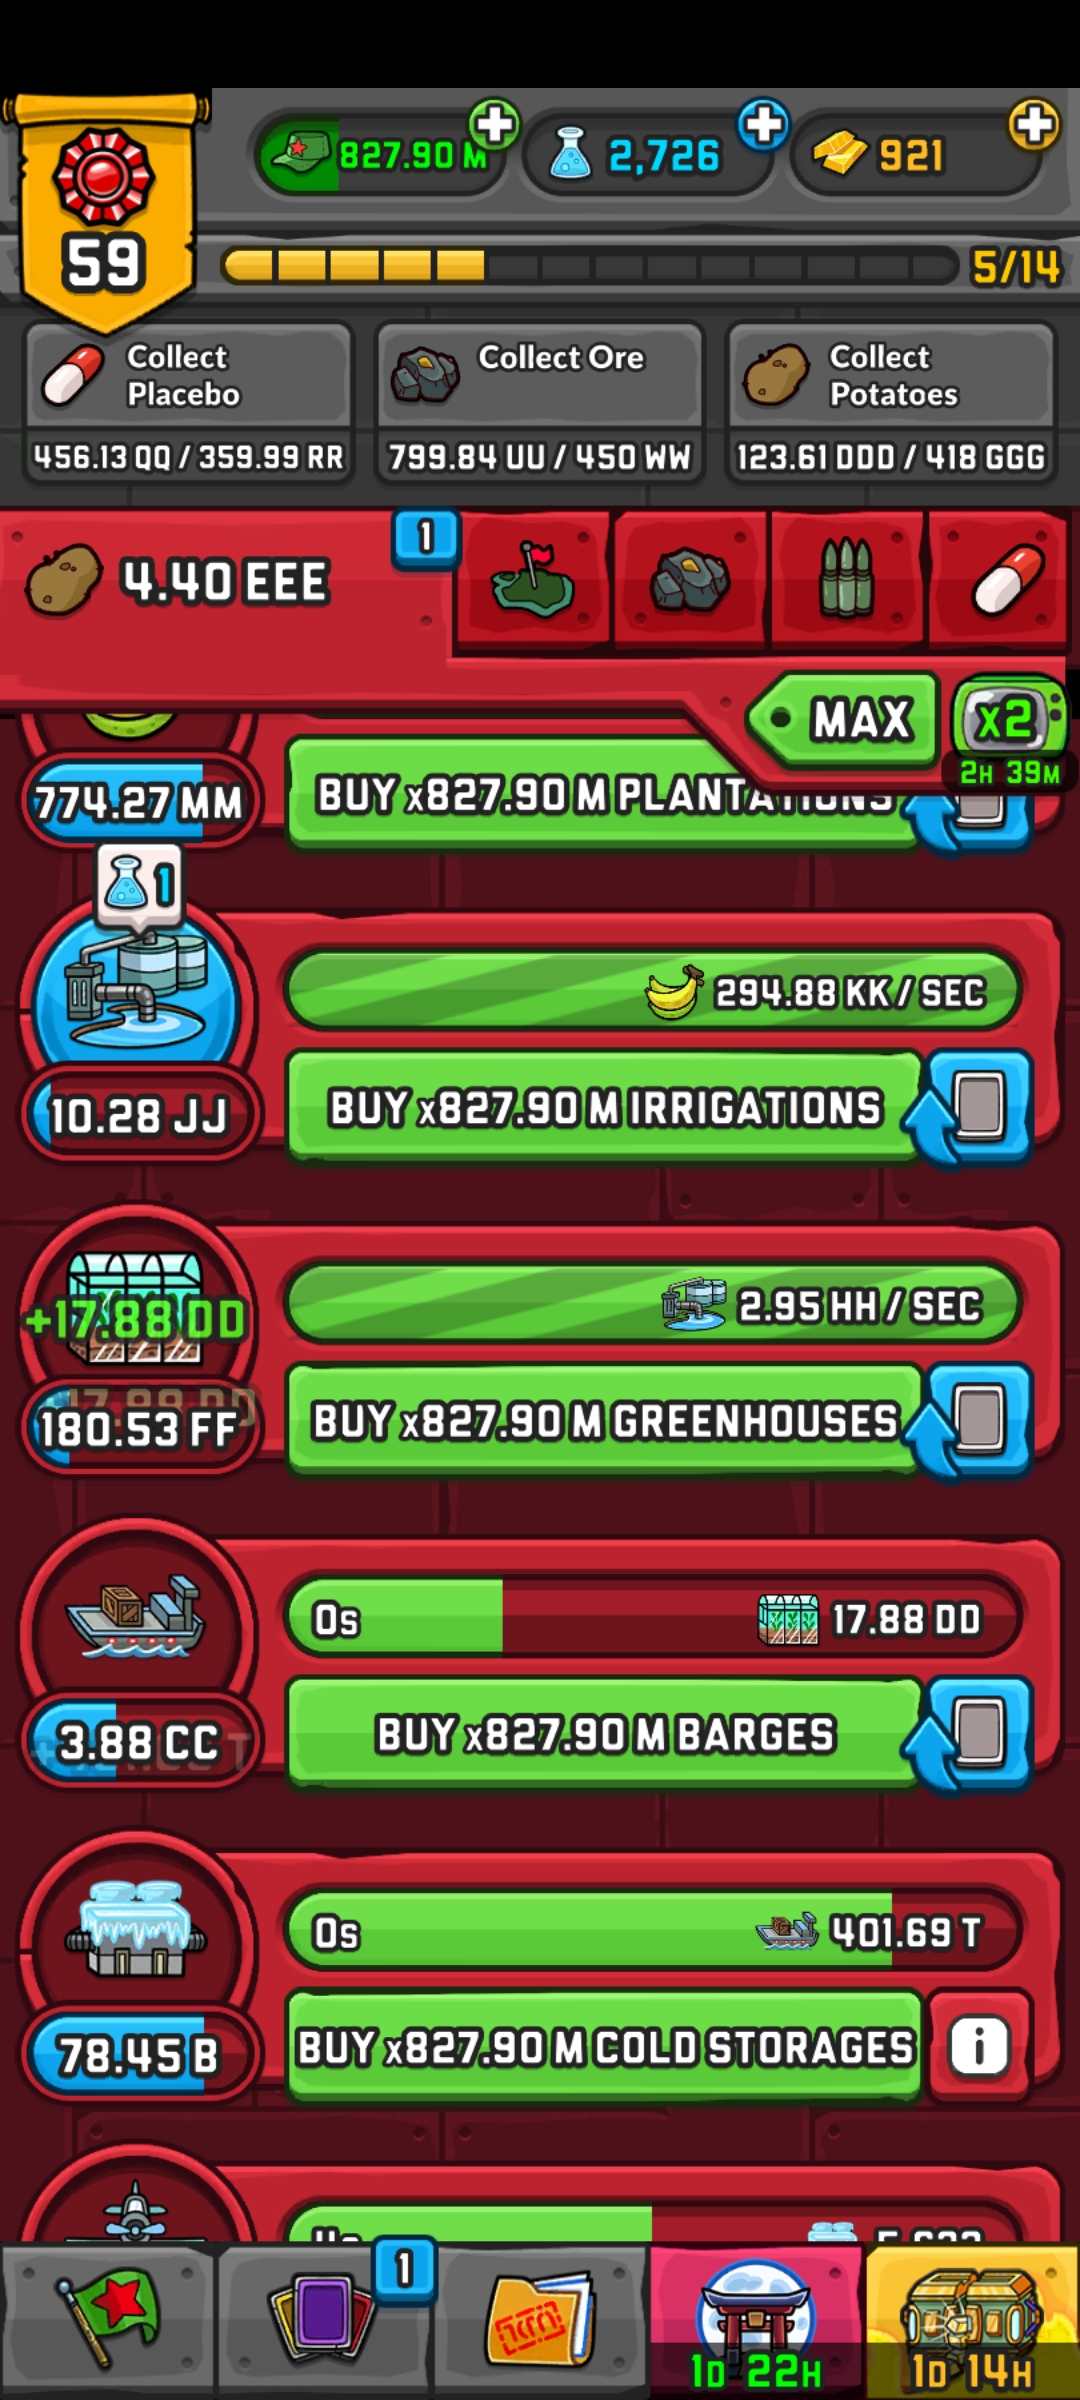 827.90 M
2,726
921
59
5/14
Collect Placebo
456.13 QQ / 359.99 RR
Collect Ore
799.84 UU / 450 WW
Collect Potatoes
123.61 DDD / 418 GGG
4.40 EEE
1
MAX
x2
2H 39M
774.27 MM
BUY x827.90 M PLANTATIONS
1
294.88 KK / SEC
10.28 JJ
BUY x827.90 M IRRIGATIONS
2.95 HH / SEC
+17.88 DD
180.53 FF
BUY x827.90 M GREENHOUSES
0s
17.88 DD
3.88 CC
BUY x827.90 M BARGES
0s
401.69 T
78.45 B
BUY x827.90 M COLD STORAGES
i
1
1D 22H
1D 14H